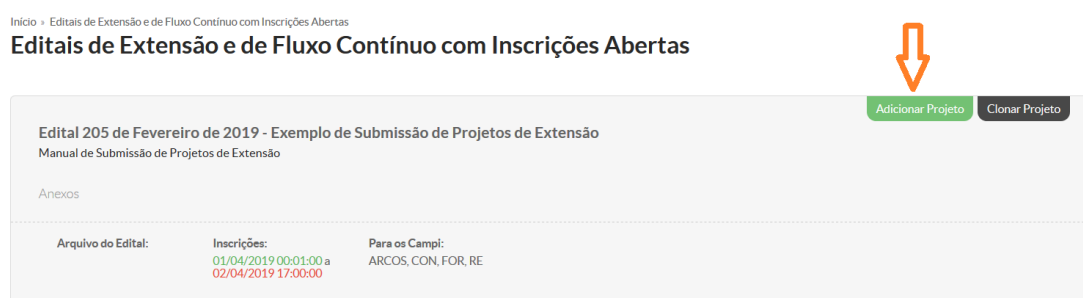 Início » Editais de Extensão e de Fluxo Contínuo com Inscrições Abertas
Editais de Extensão e de Fluxo Contínuo com Inscrições Abertas
Adicionar Projeto Clonar Projeto
Edital 205 de Fevereiro de 2019 - Exemplo de Submissão de Projetos de Extensão
Manual de Submissão de Projetos de Extensão
Anexos
Arquivo do Edital: Inscrições: Para os Campi:
01/04/2019 00:01:00 a ARCOS, CON, FOR, RE
02/04/2019 17:00:00